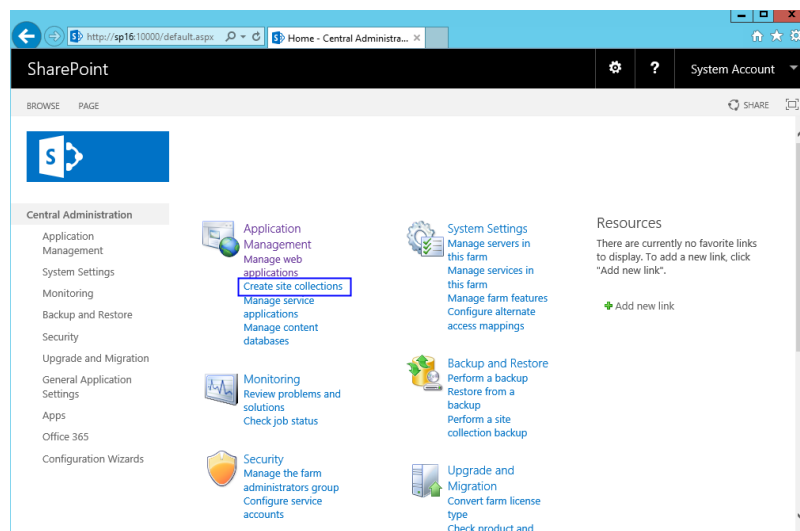 http://sp16:10000/default.aspx
Home - Central Administra...
SharePoint
?
System Account
BROWSE PAGE
SHARE
S
Central Administration
Application
Management
System Settings
Monitoring
Backup and Restore
Security
Upgrade and Migration
General Application
Settings
Apps
Office 365
Configuration Wizards
Application
Management
Manage web
applications
Create site collections
Manage service
applications
Manage content
databases
Monitoring
Review problems and
solutions
Check job status
Security
Manage the farm
administrators group
Configure service
accounts
System Settings
Manage servers in
this farm
Manage services in
this farm
Manage farm features
Configure alternate
access mappings
Backup and Restore
Perform a backup
Restore from a
backup
Perform a site
collection backup
Upgrade and
Migration
Convert farm license
type
Check product and
Resources
There are currently no favorite links
to display. To add a new link, click
"Add new link".
Add new link